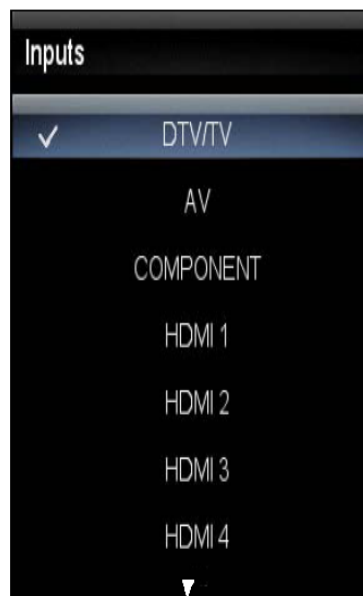 Inputs
DTV/TV
AV
COMPONENT
HDMI 1
HDMI 2
HDMI 3
HDMI 4